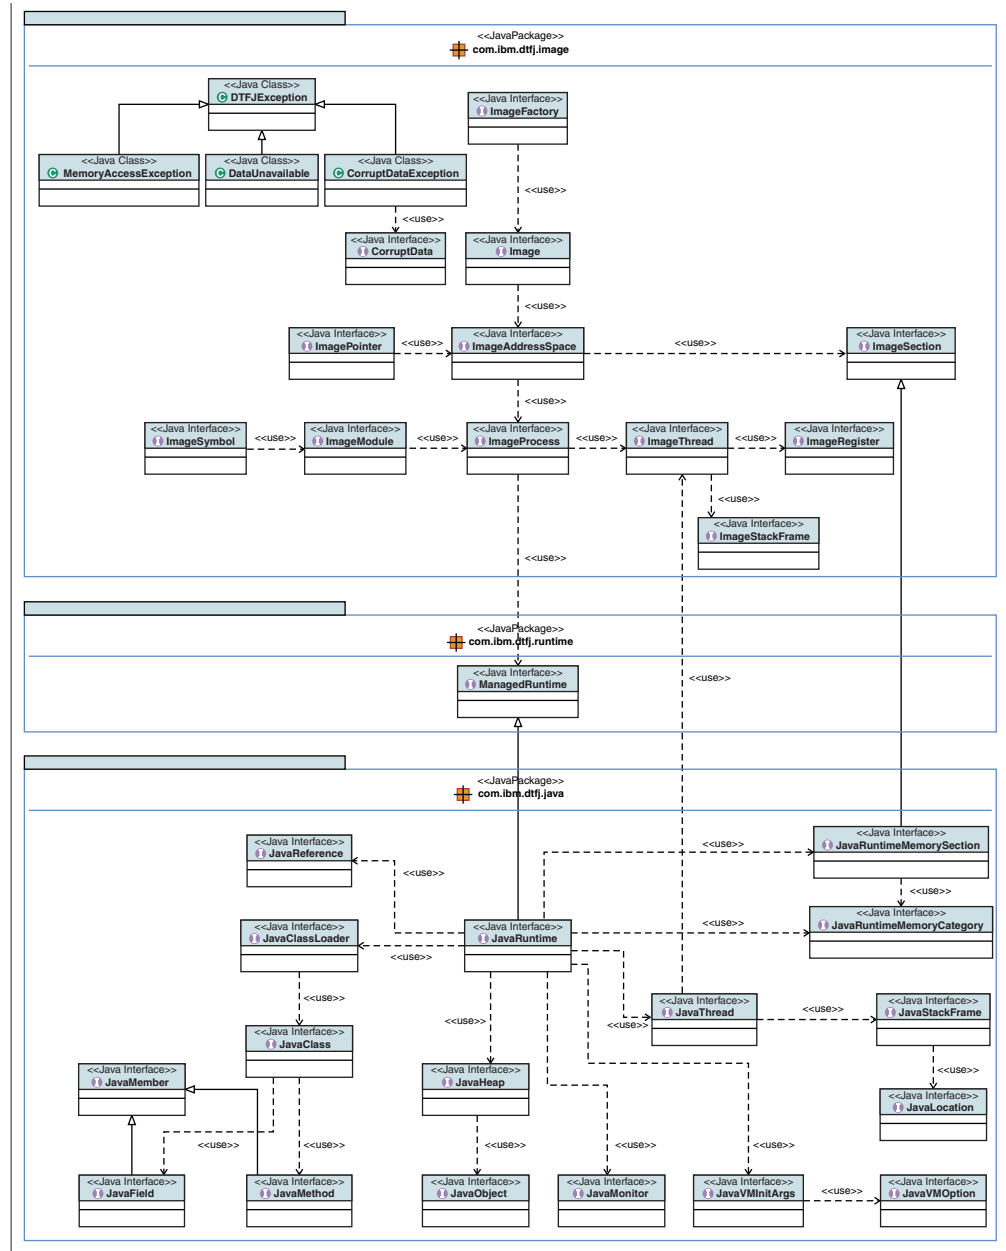 <<JavaPackage>>
com.ibm.dtfj.image
<<Java Class>>
DTFJException
<<Java Interface>>
ImageFactory
<<Java Class>>
MemoryAccessException
<<Java Class>>
DataUnavailable
<<Java Class>>
CorruptDataException
<<use>>
<<use>>
<<Java Interface>>
CorruptData
<<Java Interface>>
Image
<<use>>
<<Java Interface>>
ImagePointer
<<use>>
<<Java Interface>>
ImageAddressSpace
<<use>>
<<Java Interface>>
ImageSection
<<use>>
<<Java Interface>>
ImageSymbol
<<use>>
<<Java Interface>>
ImageModule
<<use>>
<<Java Interface>>
ImageProcess
<<use>>
<<Java Interface>>
ImageThread
<<use>>
<<Java Interface>>
ImageRegister
<<use>>
<<Java Interface>>
ImageStackFrame
<<use>>
<<JavaPackage>>
com.ibm.dtfj.runtime
<<Java Interface>>
ManagedRuntime
<<use>>
<<JavaPackage>>
com.ibm.dtfj.java
<<Java Interface>>
JavaReference
<<use>>
<<use>>
<<Java Interface>>
JavaRuntimeMemorySection
<<use>>
<<Java Interface>>
JavaClassLoader
<<use>>
<<Java Interface>>
JavaRuntime
<<use>>
<<Java Interface>>
JavaRuntimeMemoryCategory
<<use>>
<<Java Interface>>
JavaClass
<<use>>
<<use>>
<<Java Interface>>
JavaThread
<<use>>
<<Java Interface>>
JavaStackFrame
<<use>>
<<Java Interface>>
JavaMember
<<Java Interface>>
JavaHeap
<<use>>
<<Java Interface>>
JavaLocation
<<use>>
<<use>>
<<use>>
<<use>>
<<use>>
<<Java Interface>>
JavaField
<<Java Interface>>
JavaMethod
<<Java Interface>>
JavaObject
<<Java Interface>>
JavaMonitor
<<Java Interface>>
JavaVMInitArgs
<<use>>
<<Java Interface>>
JavaVMOption